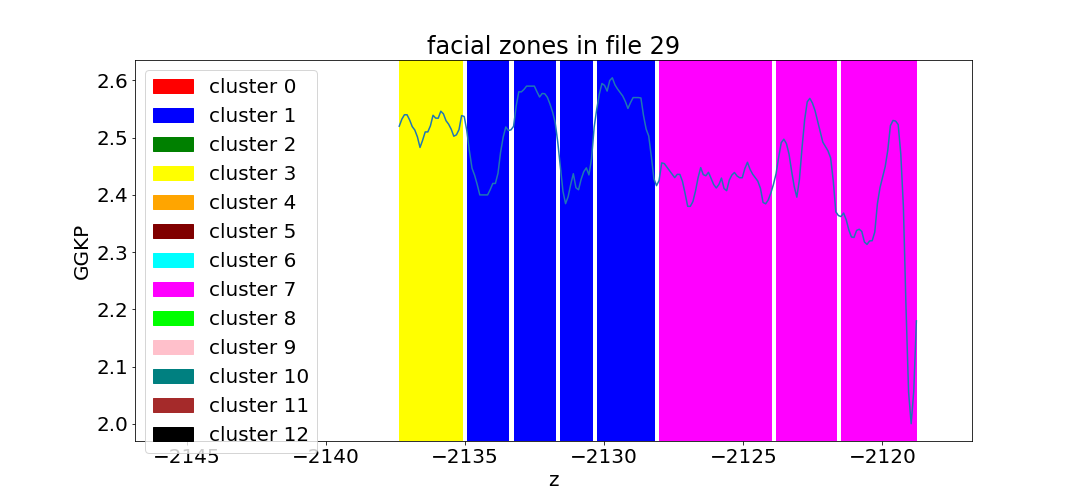 facial zones in file 29
GGKP
2.6
2.5
2.4
2.3
2.2
2.1
2.0
cluster 0
cluster 1
cluster 2
cluster 3
cluster 4
cluster 5
cluster 6
cluster 7
cluster 8
cluster 9
cluster 10
cluster 11
cluster 12
−2145 −2140 −2135 −2130 −2125 −2120
z